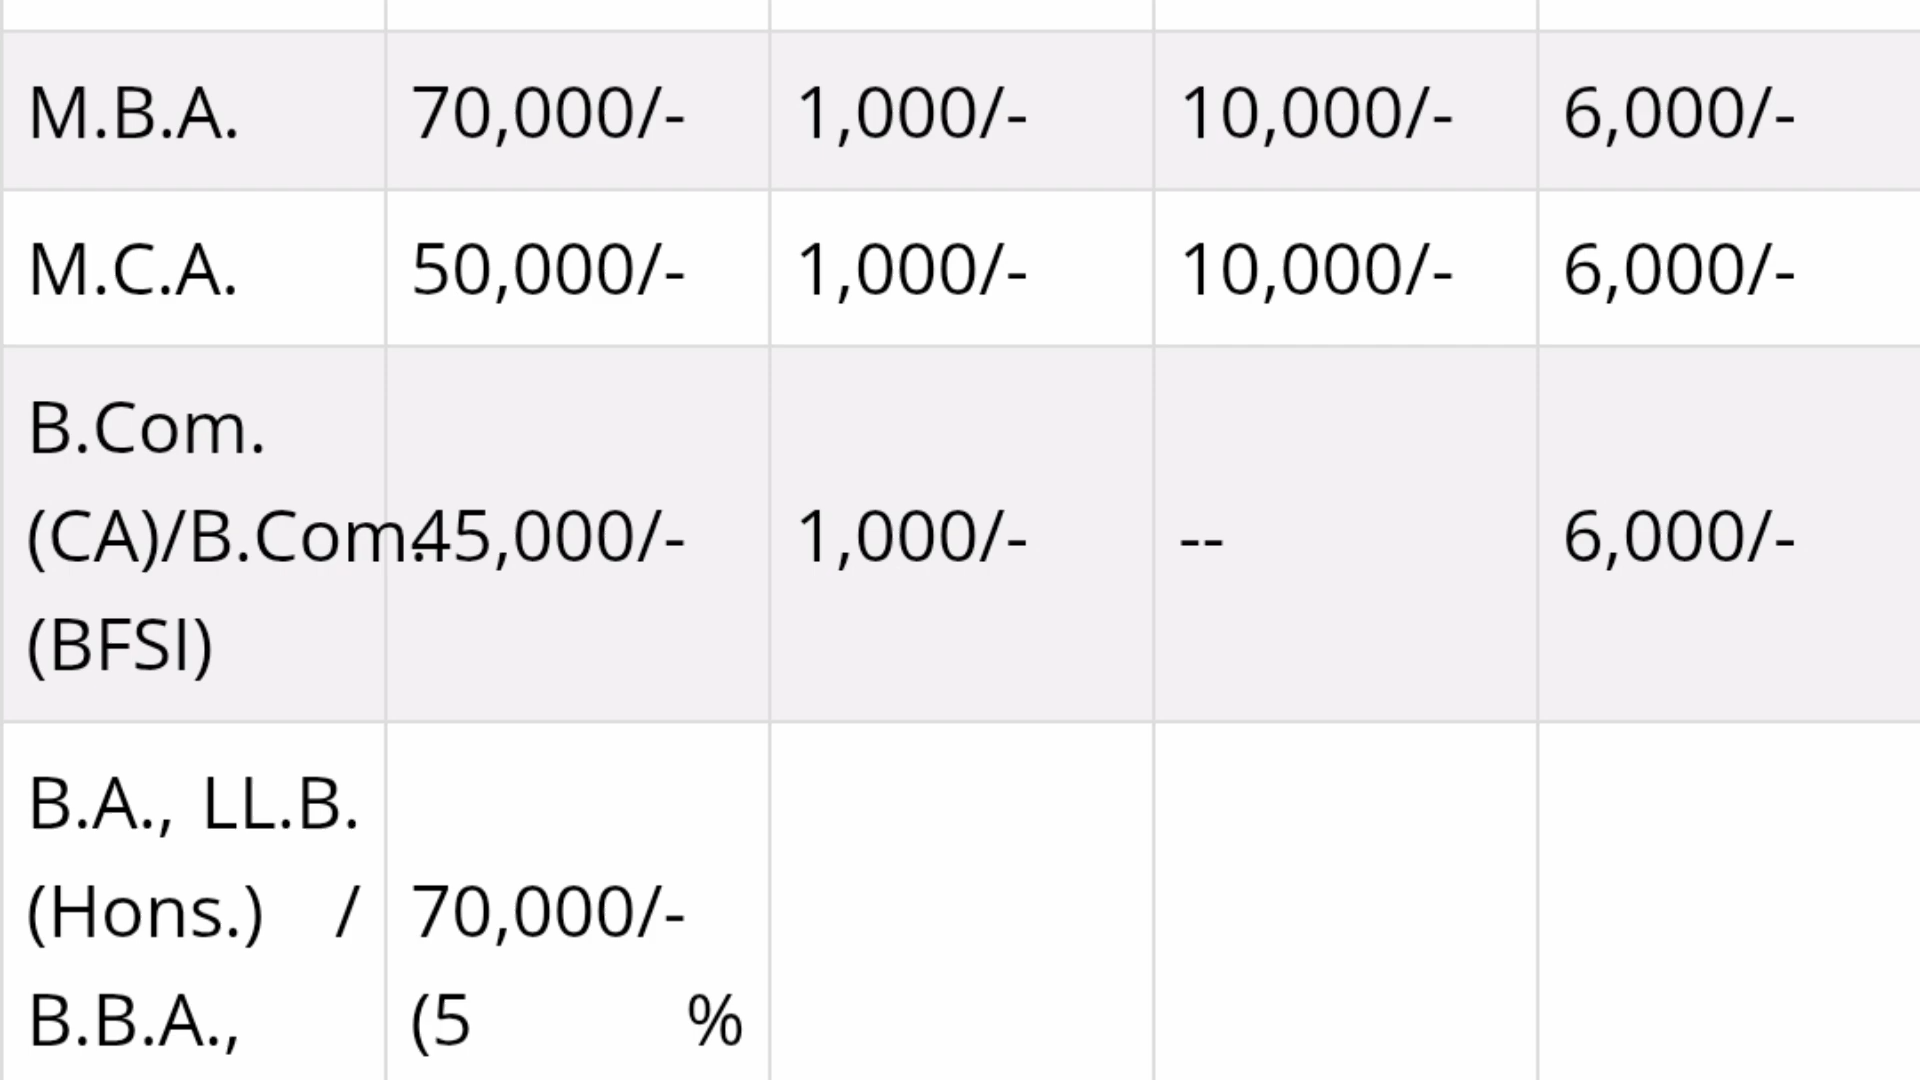 M.B.A. 70,000/- 1,000/- 10,000/- 6,000/-
M.C.A. 50,000/- 1,000/- 10,000/- 6,000/-
B.Com.
(CA)/B.Com. 45,000/- 1,000/- -- 6,000/-
(BFSI)
B.A., LL.B.
(Hons.) / 70,000/-
B.B.A., (5 %